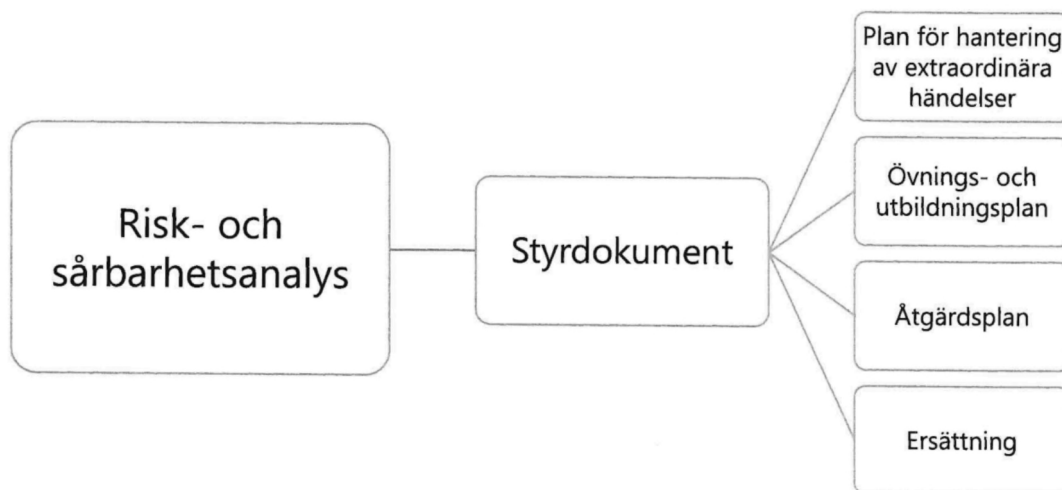 Risk- och
sårbarhetsanalys
Styrdokument
Plan för hantering
av extraordinära
händelser
Övnings- och
utbildningsplan
Åtgärdsplan
Ersättning